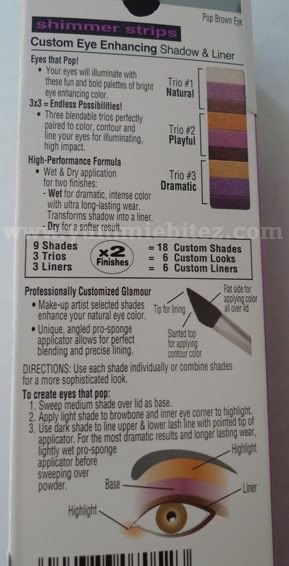 Pop Brown Eye
shimmer strips
Custom Eye Enhancing Shadow & Liner
Eyes that Pop!
• Your eyes will illuminate with
these fun and bold palettes of bright
eye enhancing color.
3x3 = Endless Possibilities!
• Three blendable trios perfectly
paired to color, contour and
line your eyes for illuminating,
high impact.
High-Performance Formula
• Wet & Dry application
for two finishes:
- Wet for dramatic, intense color
with ultra long-lasting wear.
Transforms shadow into a liner.
- Dry for a softer result.
Trio #1
Natural
Trio #2
Playful
Trio #3
Dramatic
9 Shades
3 Trios
3 Liners
x2
Finishes
= 18 Custom Shades
= 6 Custom Looks
= 6 Custom Liners
Professionally Customized Glamour
• Make-up artist selected shades
enhance your natural eye color.
• Unique, angled pro-sponge
applicator allows for perfect
blending and precise lining.
Tip for lining
Flat side for
applying color
all over lid
Slanted top
for applying
contour color
DIRECTIONS: Use each shade individually or combine shades
for a more sophisticated look.
To create eyes that pop:
1. Sweep medium shade over lid as base.
2. Apply light shade to browbone and inner eye corner to highlight.
3. Use dark shade to line upper & lower lash line with pointed tip of
applicator. For the most dramatic results and longer lasting wear,
lightly wet pro-sponge
applicator before
sweeping over
powder.
Highlight
Base
Liner
Highlight